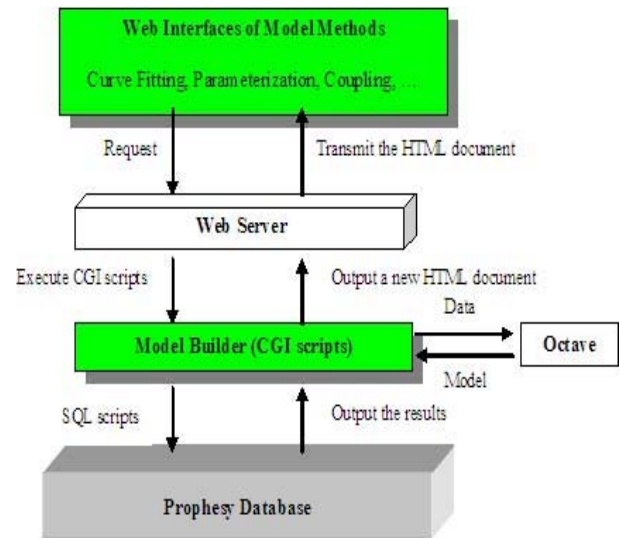 Web Interfaces of Model Methods
Curve Fitting, Parameterization, Coupling, ...
Request
Transmit the HTML document
Web Server
Execute CGI scripts
Output a new HTML document
Data
Model Builder (CGI scripts)
Octave
Model
SQL scripts
Output the results
Prophesy Database